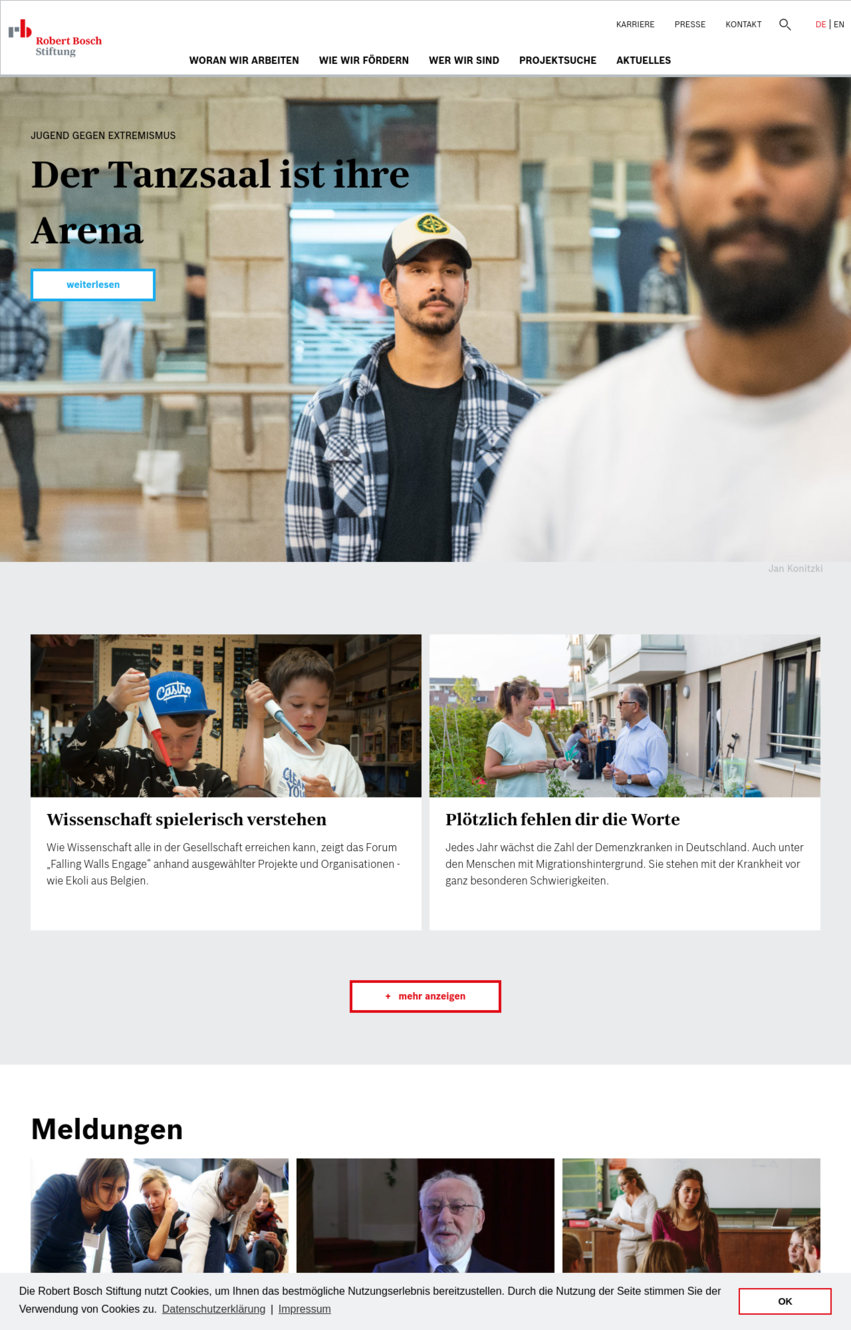 KARRIERE PRESSE KONTAKT DE | EN
Robert Bosch
Stiftung
WORAN WIR ARBEITEN WIE WIR FÖRDERN WER WIR SIND PROJEKTSUCHE AKTUELLES
JUGEND GEGEN EXTREMISMUS
Der Tanzsaal ist ihre
Arena
weiterlesen
Jan Konitzki
Castro
CLEAN
YOU
Wissenschaft spielerisch verstehen
Wie Wissenschaft alle in der Gesellschaft erreichen kann, zeigt das Forum
„Falling Walls Engage“ anhand ausgewählter Projekte und Organisationen -
wie Ekoli aus Belgien.
Plötzlich fehlen dir die Worte
Jedes Jahr wächst die Zahl der Demenzkranken in Deutschland. Auch unter
den Menschen mit Migrationshintergrund. Sie stehen mit der Krankheit vor
ganz besonderen Schwierigkeiten.
+ mehr anzeigen
Meldungen
Die Robert Bosch Stiftung nutzt Cookies, um Ihnen das bestmögliche Nutzungserlebnis bereitzustellen. Durch die Nutzung der Seite stimmen Sie der
Verwendung von Cookies zu. Datenschutzerklärung | Impressum
OK